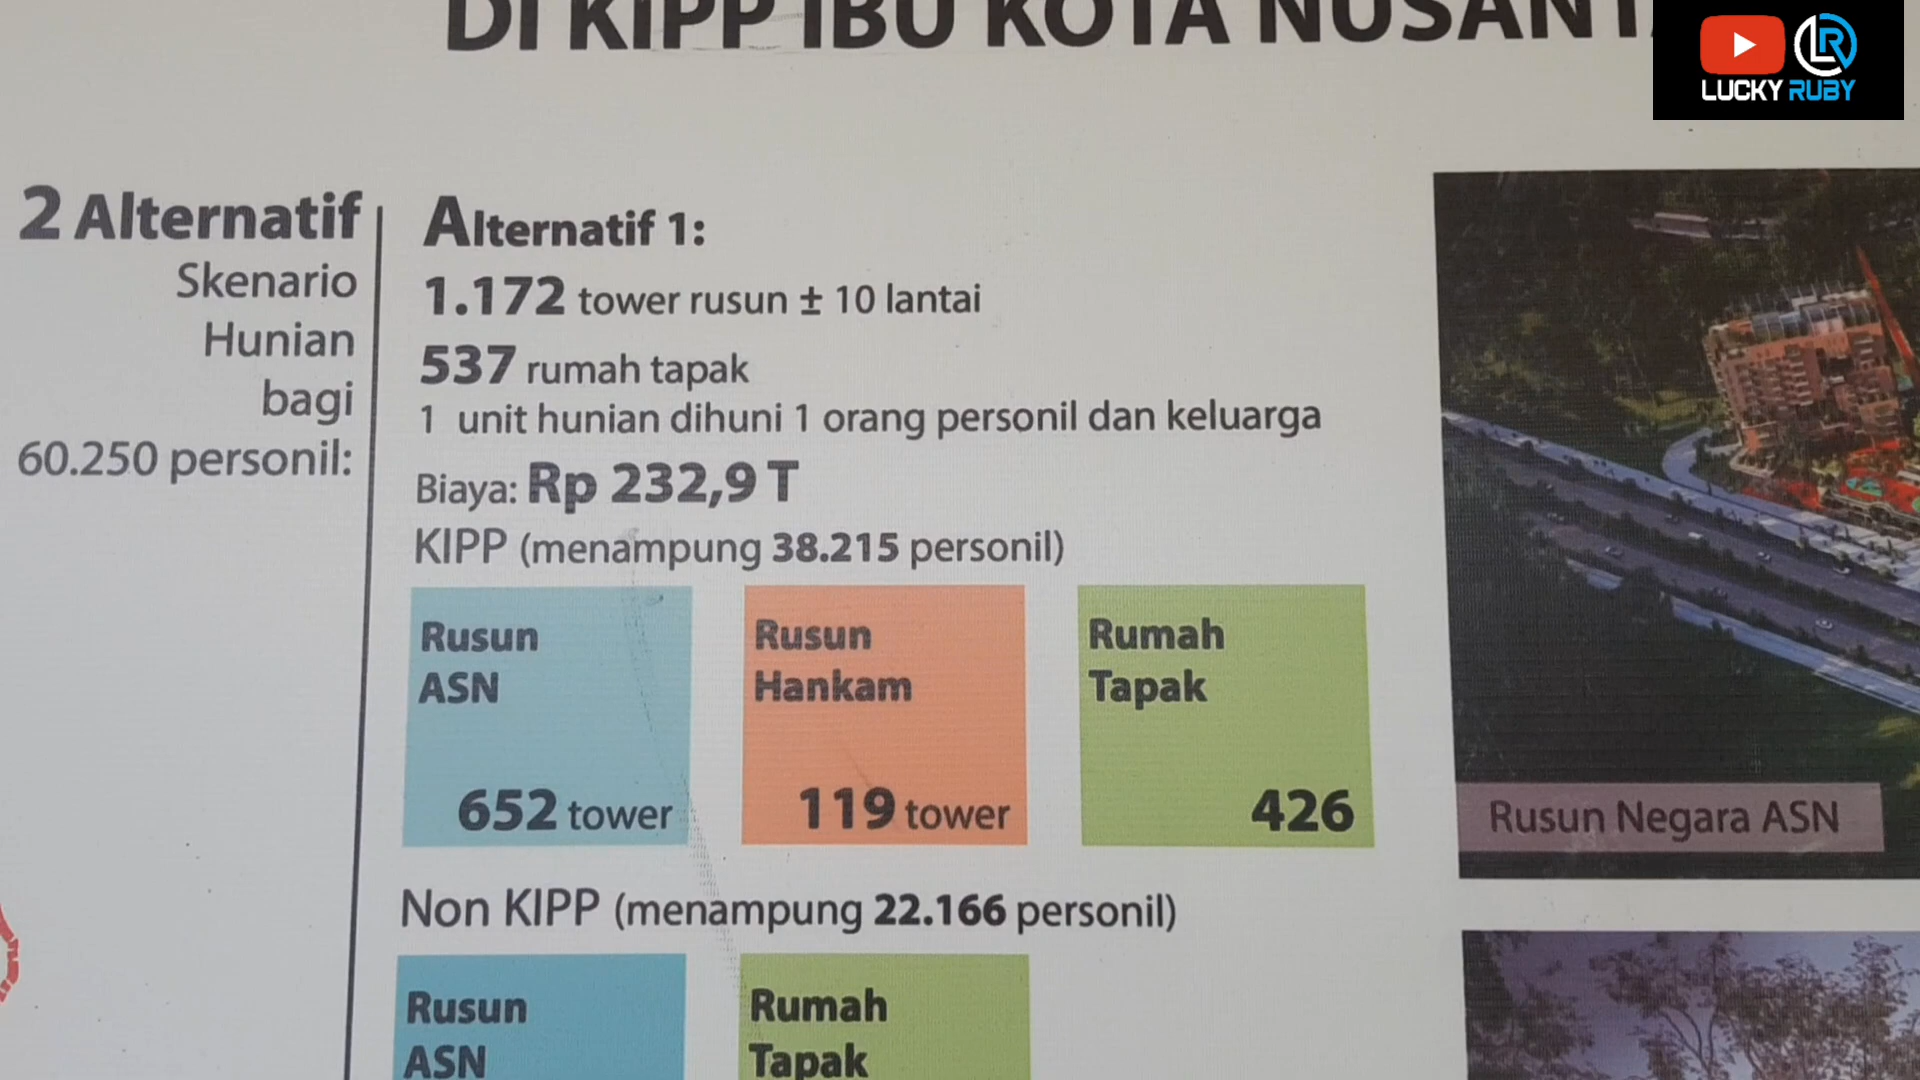 DI KIPP IBU KOTA NUSANT
LUCKY RUBY
2 Alternatif
Skenario
Hunian
bagi
60.250 personil:
Alternatif 1:
1.172 tower rusun ± 10 lantai
537 rumah tapak
1 unit hunian dihuni 1 orang personil dan keluarga
Biaya: Rp 232,9 T
KIPP (menampung 38.215 personil)
Rusun
ASN
652 tower
Rusun
Hankam
119 tower
Rumah
Tapak
426
Non KIPP (menampung 22.166 personil)
Rusun
ASN
Rumah
Tapak
Rusun Negara ASN